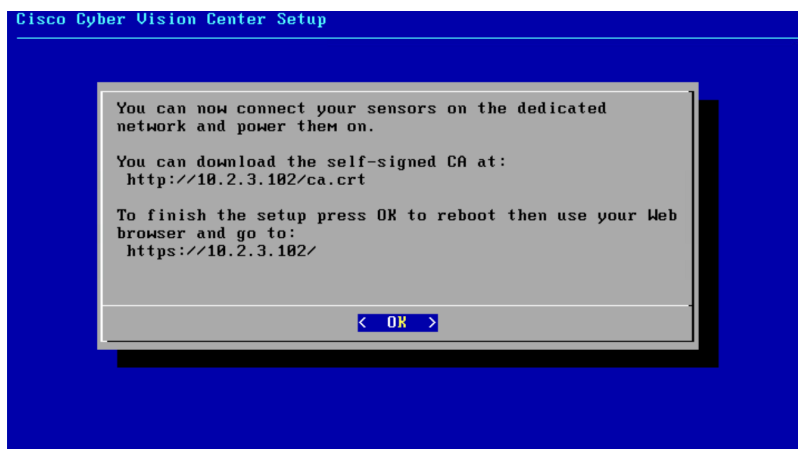 Cisco Cyber Vision Center Setup
You can now connect your sensors on the dedicated
network and power them on.
You can download the self-signed CA at:
http://10.2.3.102/ca.crt
To finish the setup press OK to reboot then use your Web
browser and go to:
https://10.2.3.102/
< OK >